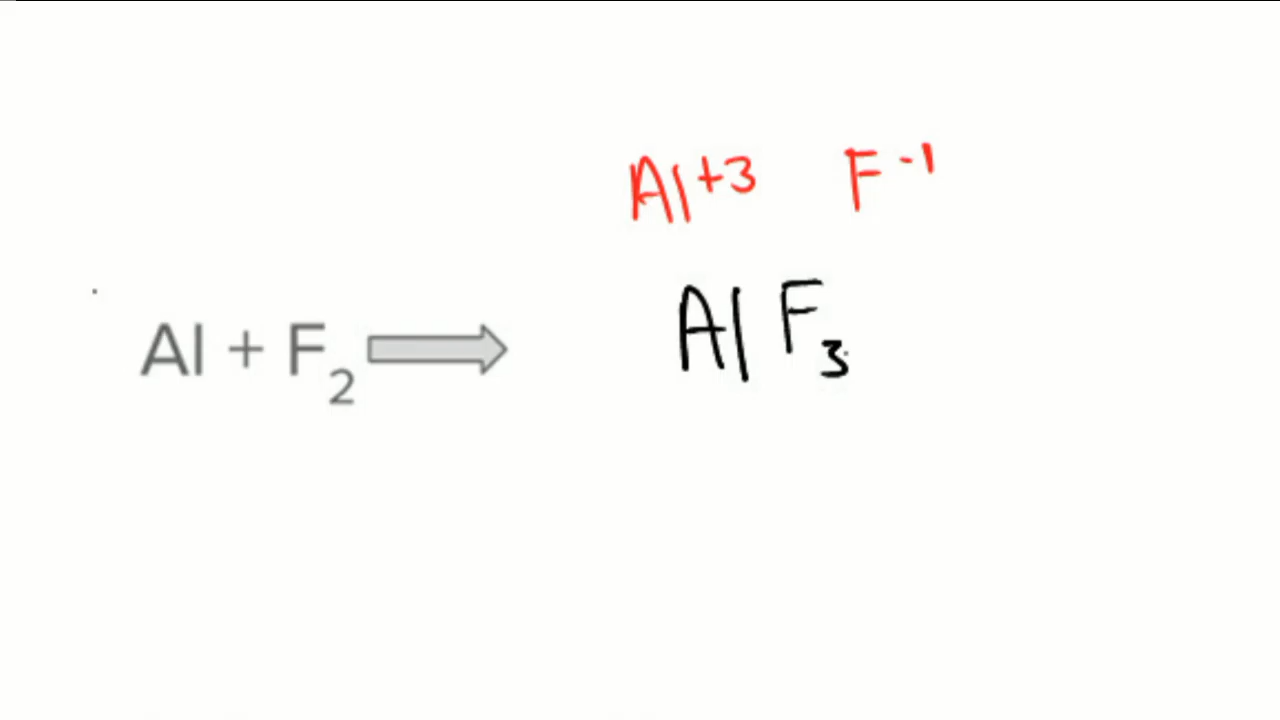 Al⁺³ F⁻¹
Al + F₂ ⟹ AlF₃